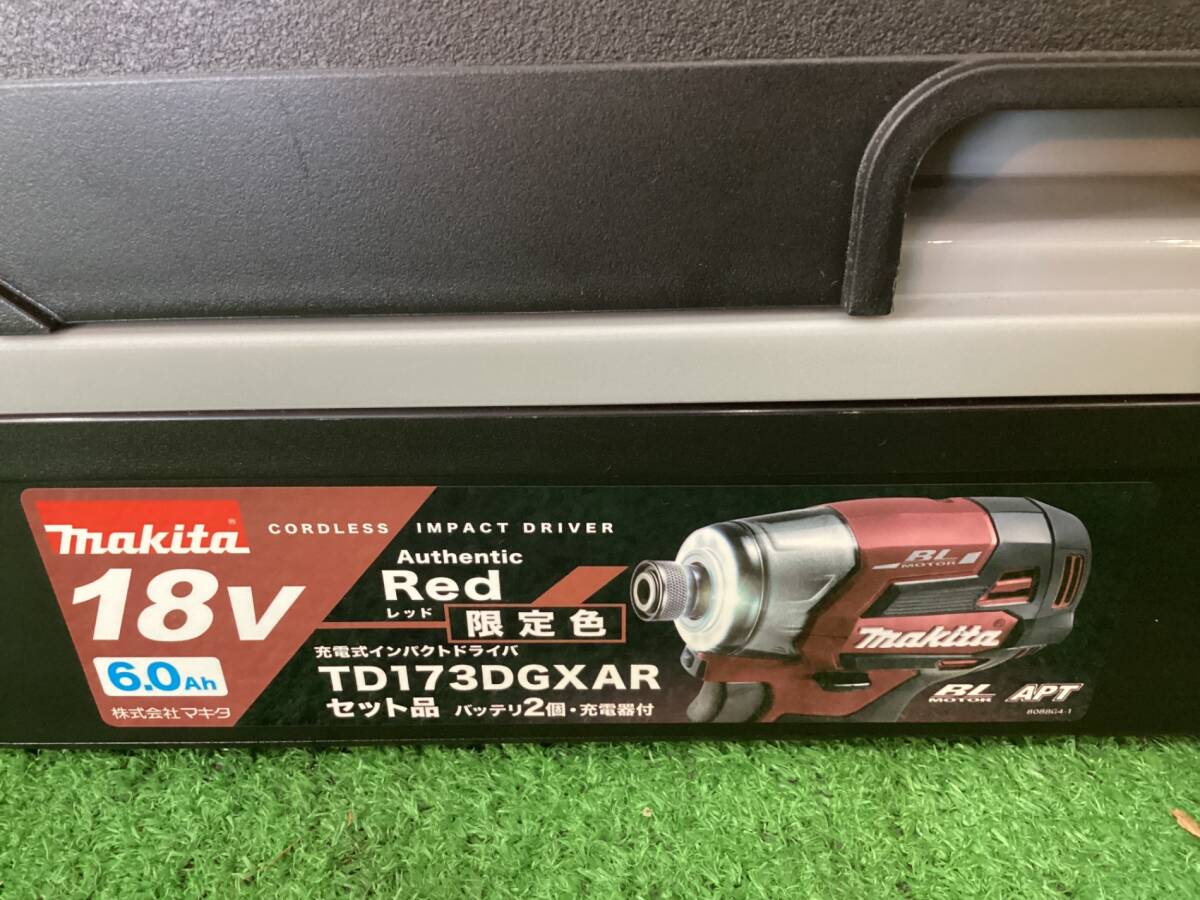 makita®
CORDLESS IMPACT DRIVER
18V
6.0Ah
株式会社マキタ
Authentic
Red
レッド
限定色
充電式インパクトドライバ
TD173DGXAR
セット品 バッテリ2個・充電器付
BL
MOTOR
makita
BL
MOTOR
APT
808864-1